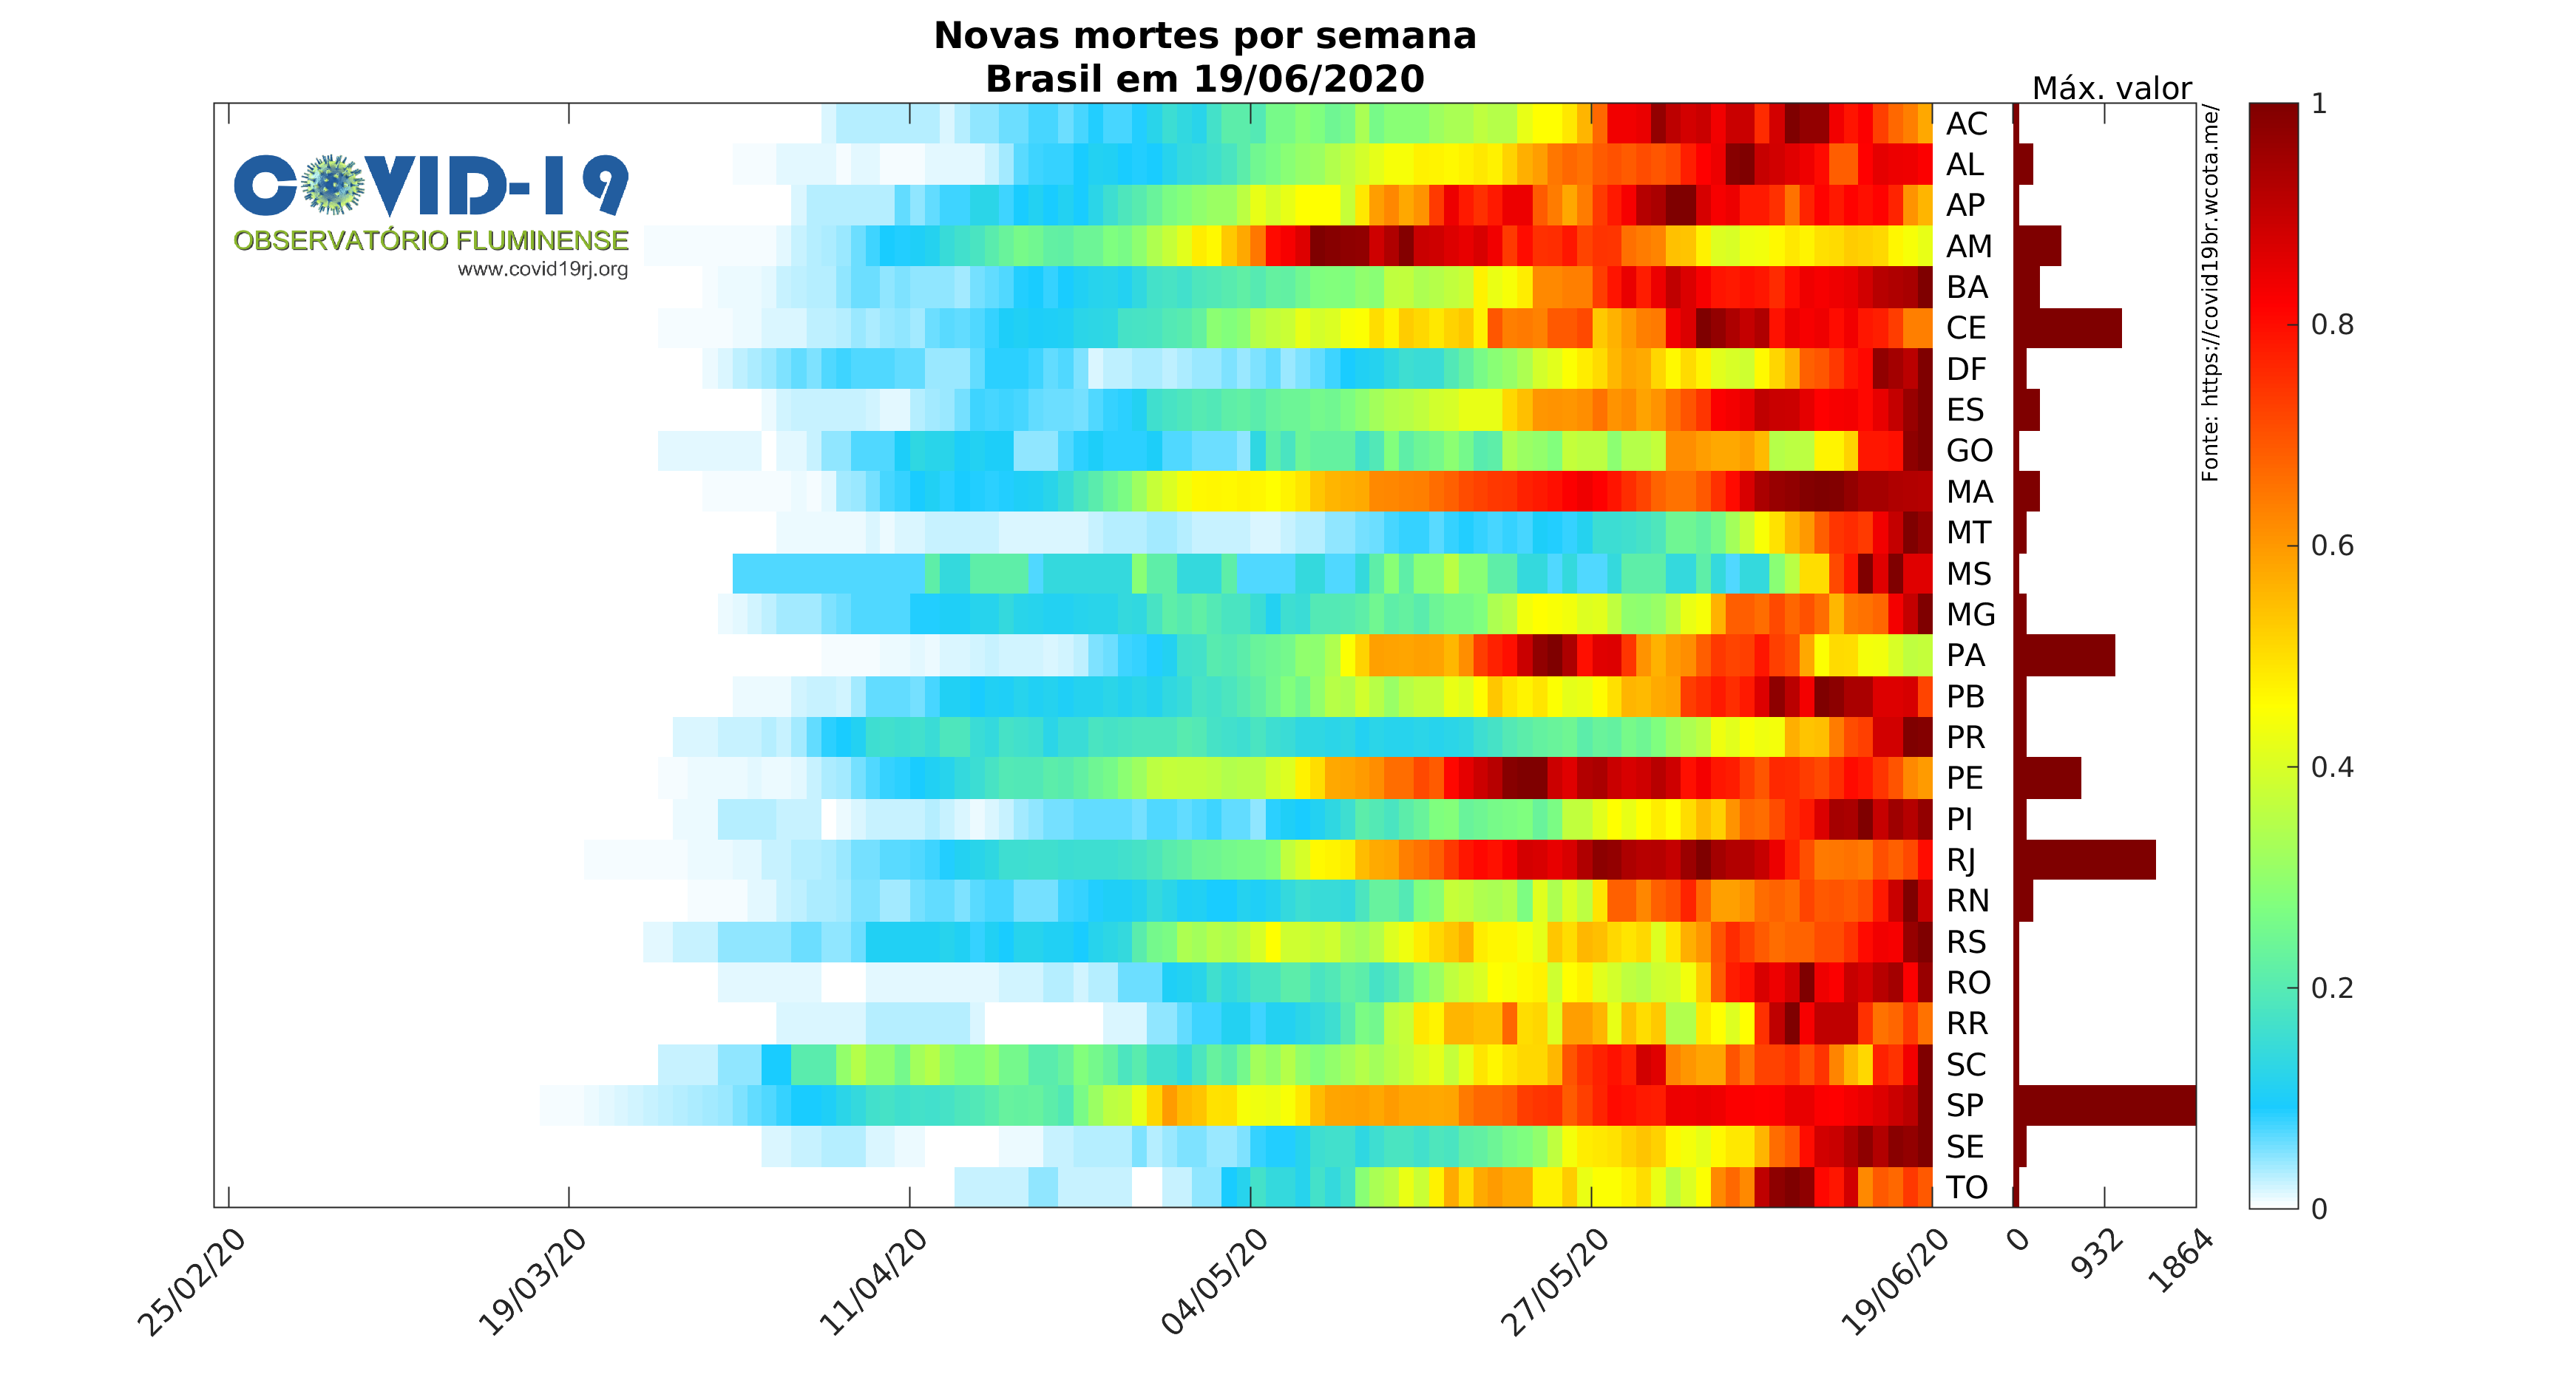 Novas mortes por semana
Brasil em 19/06/2020
Máx. valor
COVID-19
OBSERVATÓRIO FLUMINENSE
www.covid19rj.org
AC
AL
AP
AM
BA
CE
DF
ES
GO
MA
MT
MS
MG
PA
PB
PR
PE
PI
RJ
RN
RS
RO
RR
SC
SP
SE
TO
Fonte: https://covid19br.wcota.me/
1
0.8
0.6
0.4
0.2
0
25/02/20
19/03/20
11/04/20
04/05/20
27/05/20
19/06/20
0
932
1864